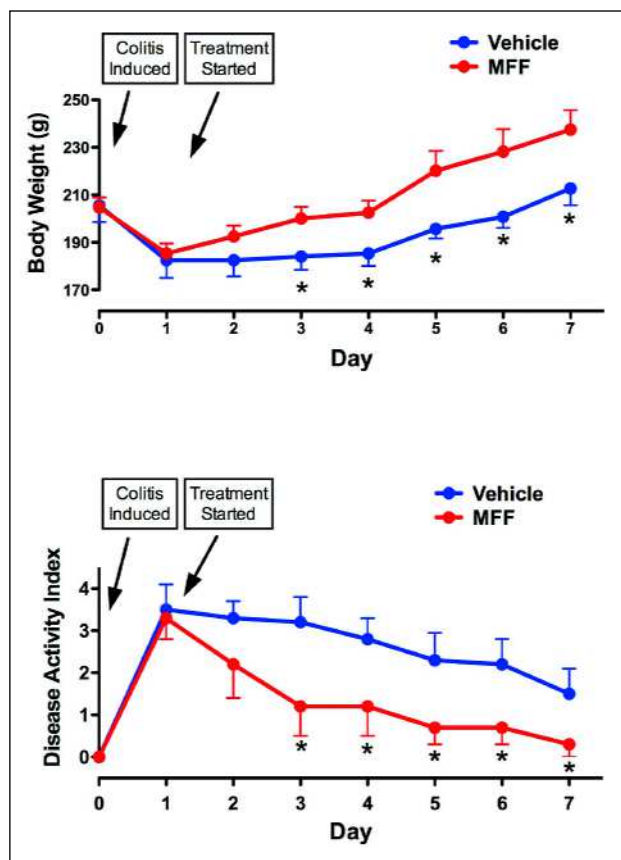 Colitis
Induced
Treatment
Started
Vehicle
MFF
250
230
210
190
170
Body Weight (g)
* * * * *
0 1 2 3 4 5 6 7
Day
Colitis
Induced
Treatment
Started
Vehicle
MFF
4
3
2
1
0
Disease Activity Index
* * * * *
0 1 2 3 4 5 6 7
Day